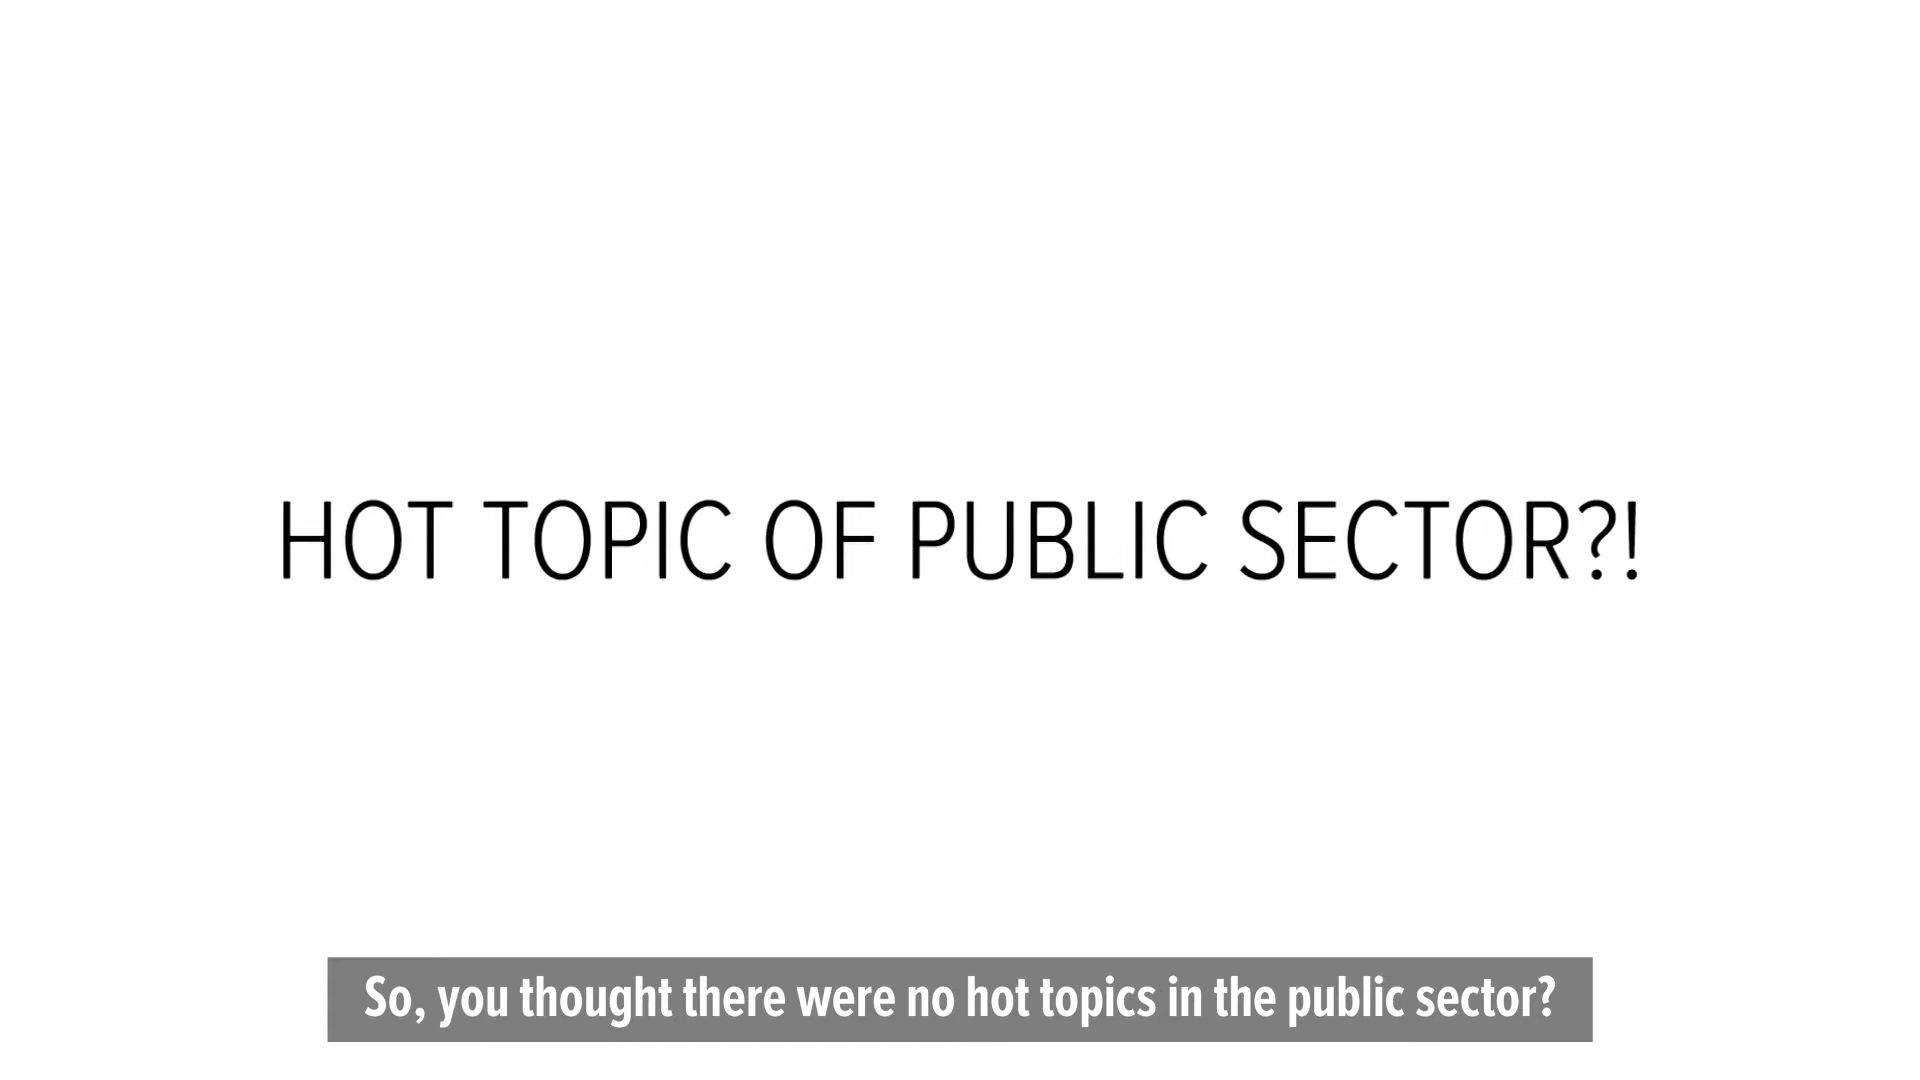 HOT TOPIC OF PUBLIC SECTOR?!
So, you thought there were no hot topics in the public sector?